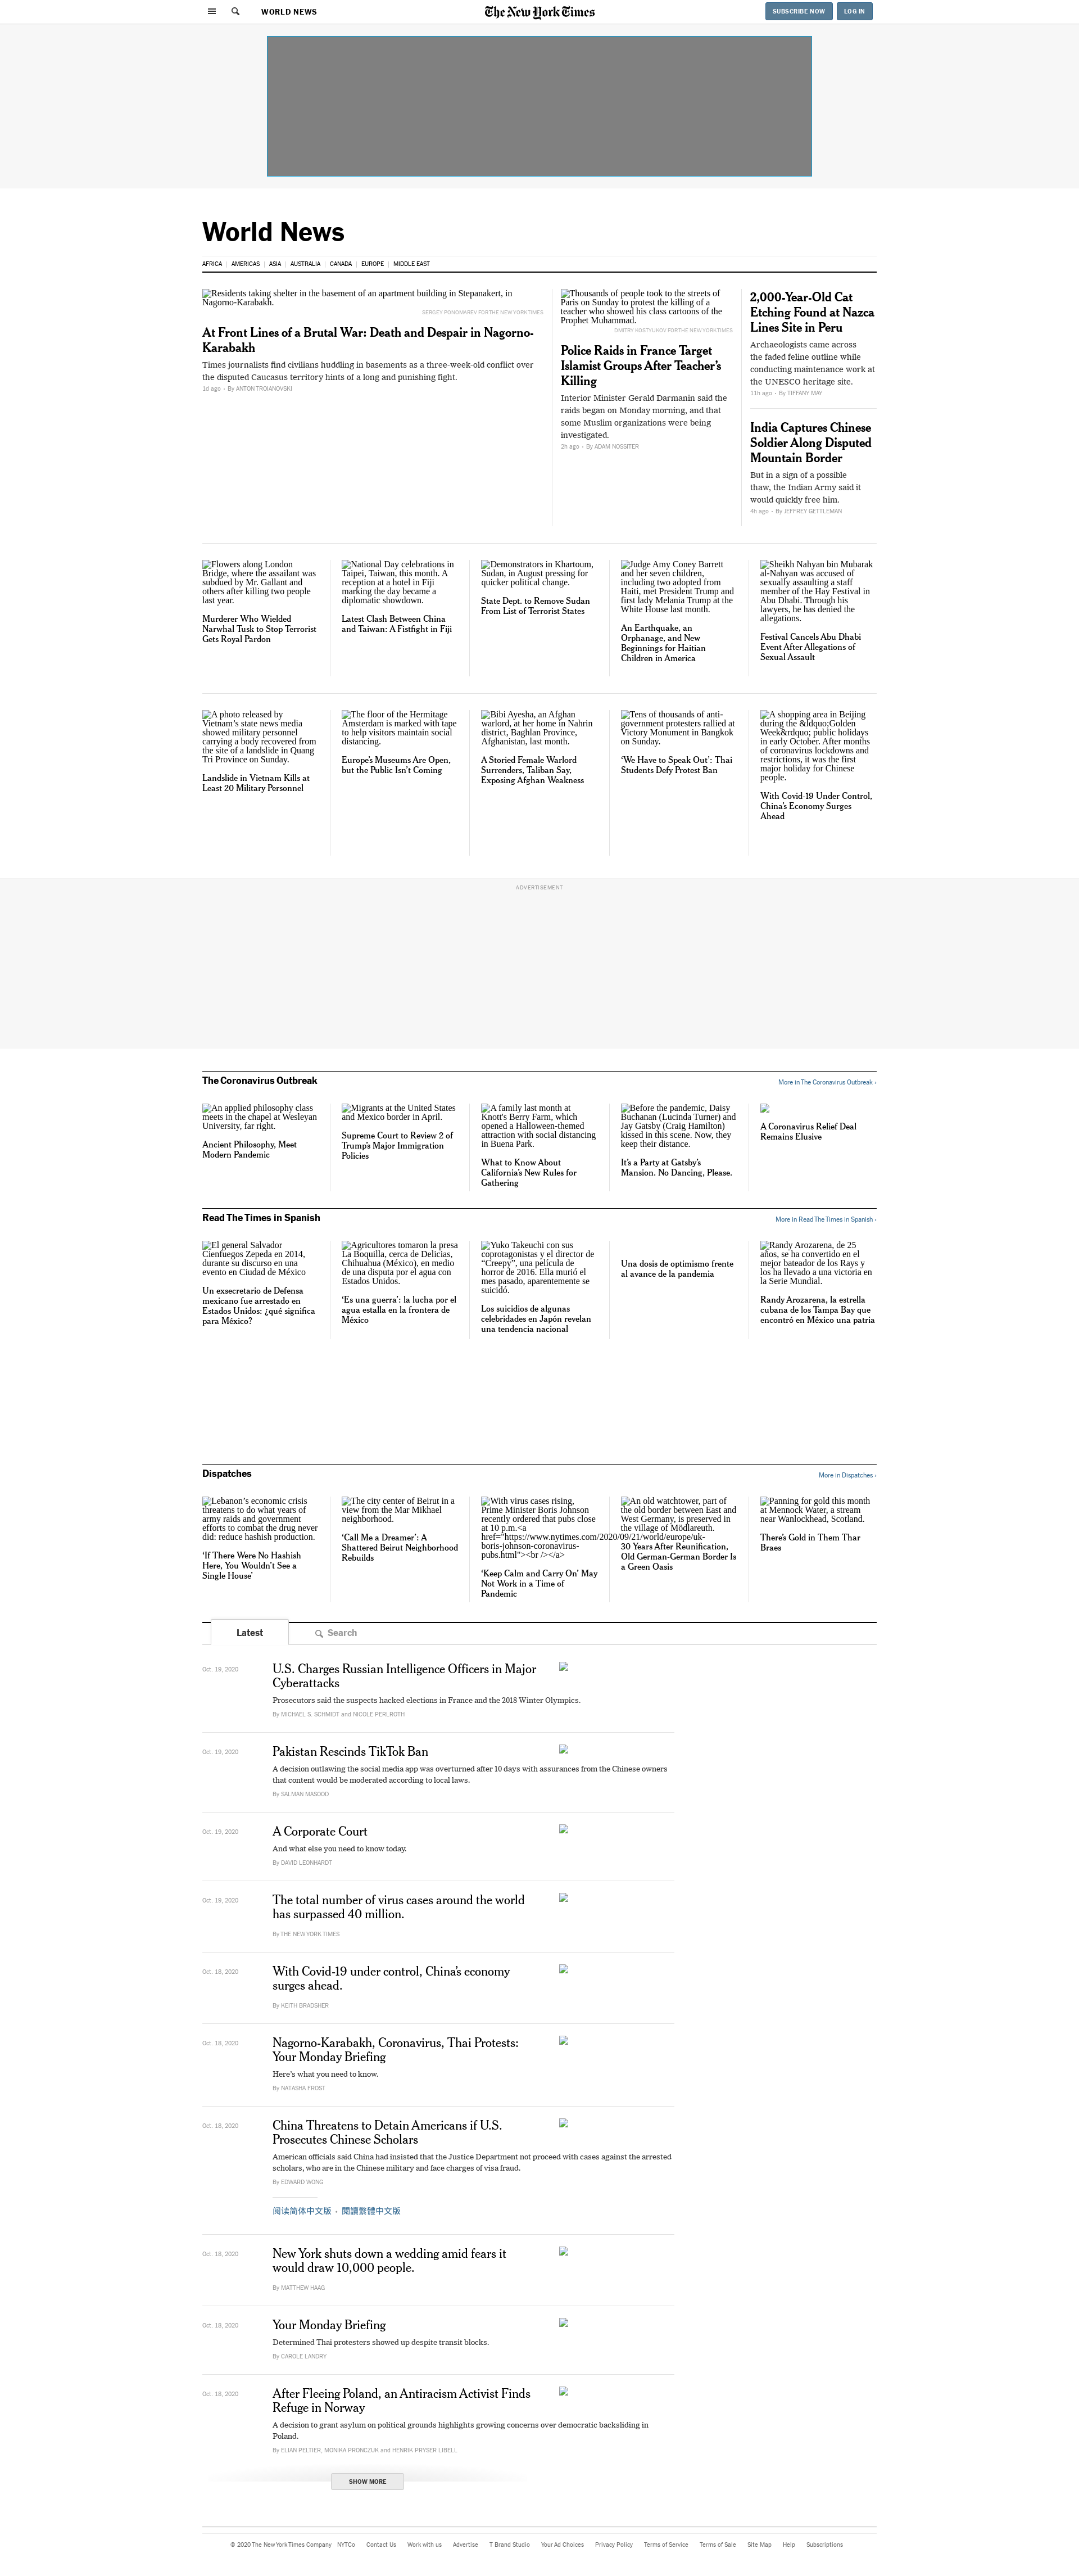 WORLD NEWS
The New York Times
SUBSCRIBE NOW
LOG IN
World News
AFRICA
AMERICAS
ASIA
AUSTRALIA
CANADA
EUROPE
MIDDLE EAST
Residents taking shelter in the basement of an apartment building in Stepanakert, in
Nagorno-Karabakh.
SERGEY PONOMAREV FOR THE NEW YORK TIMES
At Front Lines of a Brutal War: Death and Despair in Nagorno-
Karabakh
Times journalists find civilians huddling in basements as a three-week-old conflict over
the disputed Caucasus territory hints of a long and punishing fight.
1d ago • By ANTON TROIANOVSKI
Thousands of people took to the streets of
Paris on Sunday to protest the killing of a
teacher who showed his class cartoons of the
Prophet Muhammad.
DMITRY KOSTYUKOV FOR THE NEW YORK TIMES
Police Raids in France Target
Islamist Groups After Teacher’s
Killing
Interior Minister Gerald Darmanin said the
raids began on Monday morning, and that
some Muslim organizations were being
investigated.
2h ago • By ADAM NOSSITER
2,000-Year-Old Cat
Etching Found at Nazca
Lines Site in Peru
Archaeologists came across
the faded feline outline while
conducting maintenance work at
the UNESCO heritage site.
11h ago • By TIFFANY MAY
India Captures Chinese
Soldier Along Disputed
Mountain Border
But in a sign of a possible
thaw, the Indian Army said it
would quickly free him.
4h ago • By JEFFREY GETTLEMAN
Flowers along London
Bridge, where the assailant was
subdued by Mr. Gallant and
others after killing two people
last year.
Murderer Who Wielded
Narwhal Tusk to Stop Terrorist
Gets Royal Pardon
National Day celebrations in
Taipei, Taiwan, this month. A
reception at a hotel in Fiji
marking the day became a
diplomatic showdown.
Latest Clash Between China
and Taiwan: A Fistfight in Fiji
Demonstrators in Khartoum,
Sudan, in August pressing for
quicker political change.
State Dept. to Remove Sudan
From List of Terrorist States
Judge Amy Coney Barrett
and her seven children,
including two adopted from
Haiti, met President Trump and
first lady Melania Trump at the
White House last month.
An Earthquake, an
Orphanage, and New
Beginnings for Haitian
Children in America
Sheikh Nahyan bin Mubarak
al-Nahyan was accused of
sexually assaulting a staff
member of the Hay Festival in
Abu Dhabi. Through his
lawyers, he has denied the
allegations.
Festival Cancels Abu Dhabi
Event After Allegations of
Sexual Assault
A photo released by
Vietnam’s state news media
showed military personnel
carrying a body recovered from
the site of a landslide in Quang
Tri Province on Sunday.
Landslide in Vietnam Kills at
Least 20 Military Personnel
The floor of the Hermitage
Amsterdam is marked with tape
to help visitors maintain social
distancing.
Europe’s Museums Are Open,
but the Public Isn’t Coming
Bibi Ayesha, an Afghan
warlord, at her home in Nahrin
district, Baghlan Province,
Afghanistan, last month.
A Storied Female Warlord
Surrenders, Taliban Say,
Exposing Afghan Weakness
Tens of thousands of anti-
government protesters rallied at
Victory Monument in Bangkok
on Sunday.
‘We Have to Speak Out’: Thai
Students Defy Protest Ban
A shopping area in Beijing
during the &ldquo;Golden
Week&rdquo; public holidays
in early October. After months
of coronavirus lockdowns and
restrictions, it was the first
major holiday for Chinese
people.
With Covid-19 Under Control,
China’s Economy Surges
Ahead
ADVERTISEMENT
The Coronavirus Outbreak
More in The Coronavirus Outbreak ›
An applied philosophy class
meets in the chapel at Wesleyan
University, far right.
Ancient Philosophy, Meet
Modern Pandemic
Migrants at the United States
and Mexico border in April.
Supreme Court to Review 2 of
Trump’s Major Immigration
Policies
A family last month at
Knott’s Berry Farm, which
opened a Halloween-themed
attraction with social distancing
in Buena Park.
What to Know About
California’s New Rules for
Gathering
Before the pandemic, Daisy
Buchanan (Lucinda Turner) and
Jay Gatsby (Craig Hamilton)
kissed in this scene. Now, they
keep their distance.
It’s a Party at Gatsby’s
Mansion. No Dancing, Please.
A Coronavirus Relief Deal
Remains Elusive
Read The Times in Spanish
More in Read The Times in Spanish ›
El general Salvador
Cienfuegos Zepeda en 2014,
durante su discurso en una
evento en Ciudad de México
Un exsecretario de Defensa
mexicano fue arrestado en
Estados Unidos: ¿qué significa
para México?
Agricultores tomaron la presa
La Boquilla, cerca de Delicias,
Chihuahua (México), en medio
de una disputa por el agua con
Estados Unidos.
‘Es una guerra’: la lucha por el
agua estalla en la frontera de
México
Yuko Takeuchi con sus
coprotagonistas y el director de
“Creepy”, una película de
horror de 2016. Ella murió el
mes pasado, aparentemente se
suicidó.
Los suicidios de algunas
celebridades en Japón revelan
una tendencia nacional
Una dosis de optimismo frente
al avance de la pandemia
Randy Arozarena, de 25
años, se ha convertido en el
mejor bateador de los Rays y
los ha llevado a una victoria en
la Serie Mundial.
Randy Arozarena, la estrella
cubana de los Tampa Bay que
encontró en México una patria
Dispatches
More in Dispatches ›
Lebanon’s economic crisis
threatens to do what years of
army raids and government
efforts to combat the drug never
did: reduce hashish production.
‘If There Were No Hashish
Here, You Wouldn’t See a
Single House’
The city center of Beirut in a
view from the Mar Mikhael
neighborhood.
‘Call Me a Dreamer’: A
Shattered Beirut Neighborhood
Rebuilds
With virus cases rising,
Prime Minister Boris Johnson
recently ordered that pubs close
at 10 p.m.<a
href="https://www.nytimes.com/2020/09/21/world/europe/uk-
boris-johnson-coronavirus-
pubs.html"><br /></a>
‘Keep Calm and Carry On’ May
Not Work in a Time of
Pandemic
An old watchtower, part of
the old border between East and
West Germany, is preserved in
the village of Mödlareuth.
30 Years After Reunification,
Old German-German Border Is
a Green Oasis
Panning for gold this month
at Mennock Water, a stream
near Wanlockhead, Scotland.
There’s Gold in Them Thar
Braes
Latest
Search
Oct. 19, 2020
U.S. Charges Russian Intelligence Officers in Major
Cyberattacks
Prosecutors said the suspects hacked elections in France and the 2018 Winter Olympics.
By MICHAEL S. SCHMIDT and NICOLE PERLROTH
Oct. 19, 2020
Pakistan Rescinds TikTok Ban
A decision outlawing the social media app was overturned after 10 days with assurances from the Chinese owners
that content would be moderated according to local laws.
By SALMAN MASOOD
Oct. 19, 2020
A Corporate Court
And what else you need to know today.
By DAVID LEONHARDT
Oct. 19, 2020
The total number of virus cases around the world
has surpassed 40 million.
By THE NEW YORK TIMES
Oct. 18, 2020
With Covid-19 under control, China’s economy
surges ahead.
By KEITH BRADSHER
Oct. 18, 2020
Nagorno-Karabakh, Coronavirus, Thai Protests:
Your Monday Briefing
Here’s what you need to know.
By NATASHA FROST
Oct. 18, 2020
China Threatens to Detain Americans if U.S.
Prosecutes Chinese Scholars
American officials said China had insisted that the Justice Department not proceed with cases against the arrested
scholars, who are in the Chinese military and face charges of visa fraud.
By EDWARD WONG
阅读简体中文版 • 閱讀繁體中文版
Oct. 18, 2020
New York shuts down a wedding amid fears it
would draw 10,000 people.
By MATTHEW HAAG
Oct. 18, 2020
Your Monday Briefing
Determined Thai protesters showed up despite transit blocks.
By CAROLE LANDRY
Oct. 18, 2020
After Fleeing Poland, an Antiracism Activist Finds
Refuge in Norway
A decision to grant asylum on political grounds highlights growing concerns over democratic backsliding in
Poland.
By ELIAN PELTIER, MONIKA PRONCZUK and HENRIK PRYSER LIBELL
SHOW MORE
© 2020 The New York Times Company NYTCo Contact Us Work with us Advertise T Brand Studio Your Ad Choices Privacy Policy Terms of Service Terms of Sale Site Map Help Subscriptions